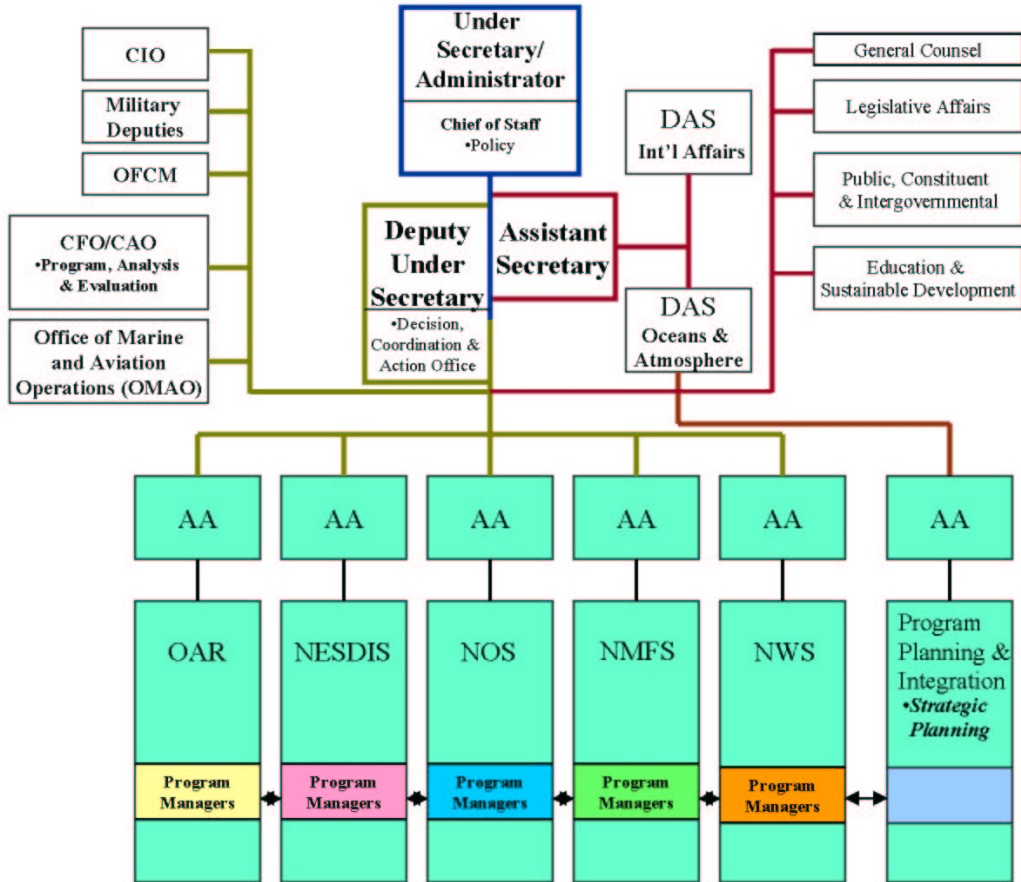 CIO
Military
Deputies
OFCM
CFO/CAO
•Program, Analysis
& Evaluation
Office of Marine
and Aviation
Operations (OMAO)
Under
Secretary/
Administrator
Chief of Staff
•Policy
Deputy
Under
Secretary
•Decision,
Coordination &
Action Office
Assistant
Secretary
DAS
Int'l Affairs
DAS
Oceans &
Atmosphere
General Counsel
Legislative Affairs
Public, Constituent
& Intergovernmental
Education &
Sustainable Development
AA
AA
AA
AA
AA
AA
OAR
NESDIS
NOS
NMFS
NWS
Program
Planning &
Integration
•Strategic
Planning
Program
Managers
Program
Managers
Program
Managers
Program
Managers
Program
Managers